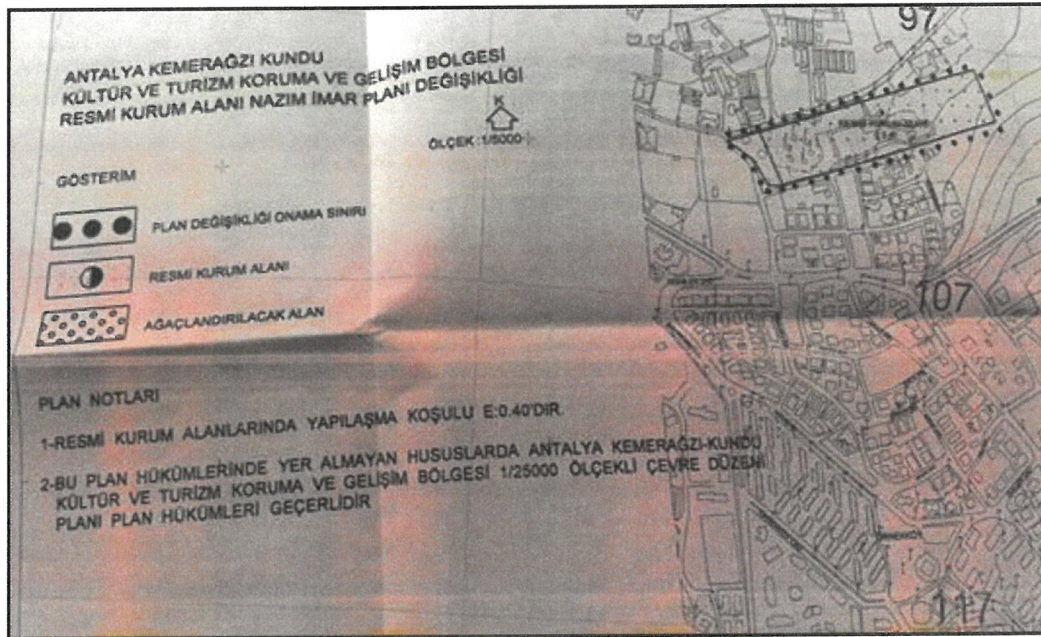 ANTALYA KEMERAĞZI KUNDU
KÜLTÜR VE TURİZM KORUMA VE GELİŞİM BÖLGESİ
RESMİ KURUM ALANI NAZIM İMAR PLANI DEĞİŞİKLİĞİ
K
ÖLÇEK :1/5000
GÖSTERİM
PLAN DEĞİŞİKLİĞİ ONAMA SINIRI
RESMİ KURUM ALANI
AĞAÇLANDIRILACAK ALAN
PLAN NOTLARI
1-RESMİ KURUM ALANLARINDA YAPILAŞMA KOŞULU E:0.40'DIR.
2-BU PLAN HÜKÜMLERİNDE YER ALMAYAN HUSUSLARDA ANTALYA KEMERAĞZI-KUNDU
KÜLTÜR VE TURİZM KORUMA VE GELİŞİM BÖLGESİ 1/25000 ÖLÇEKLİ ÇEVRE DÜZENİ
PLANI PLAN HÜKÜMLERİ GEÇERLİDİR
97
RESMİ KURUM ALANI
107
117